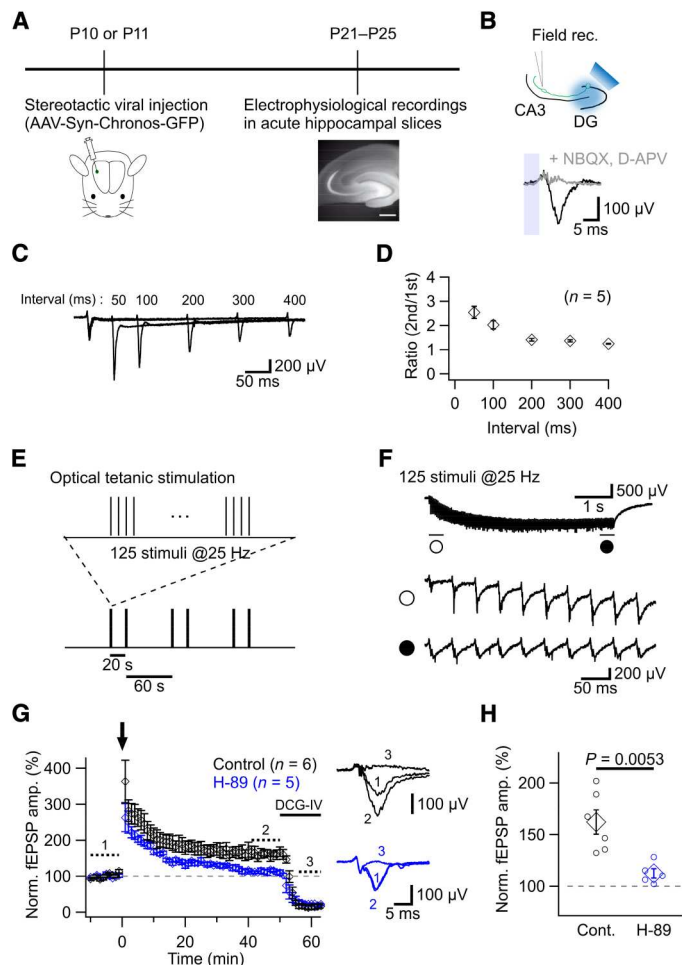 A
P10 or P11
P21–P25
Stereotactic viral injection
(AAV-Syn-Chronos-GFP)
Electrophysiological recordings
in acute hippocampal slices
B
Field rec.
CA3
DG
+ NBQX, D-APV
100 µV
5 ms
C
Interval (ms) : 50 100 200 300 400
200 µV
50 ms
D
Ratio (2nd/1st)
4
3
2
1
0
(n = 5)
0 100 200 300 400
Interval (ms)
E
Optical tetanic stimulation
...
125 stimuli @25 Hz
20 s
60 s
F
125 stimuli @25 Hz
500 µV
1 s
200 µV
50 ms
G
Norm. fEPSP amp. (%)
400
300
200
100
0
Control (n = 6)
H-89 (n = 5)
DCG-IV
1
2
3
0 20 40 60
Time (min)
3
1
2
100 µV
3
1
2
100 µV
5 ms
H
Norm. fEPSP amp. (%)
P = 0.0053
200
150
100
Cont. H-89